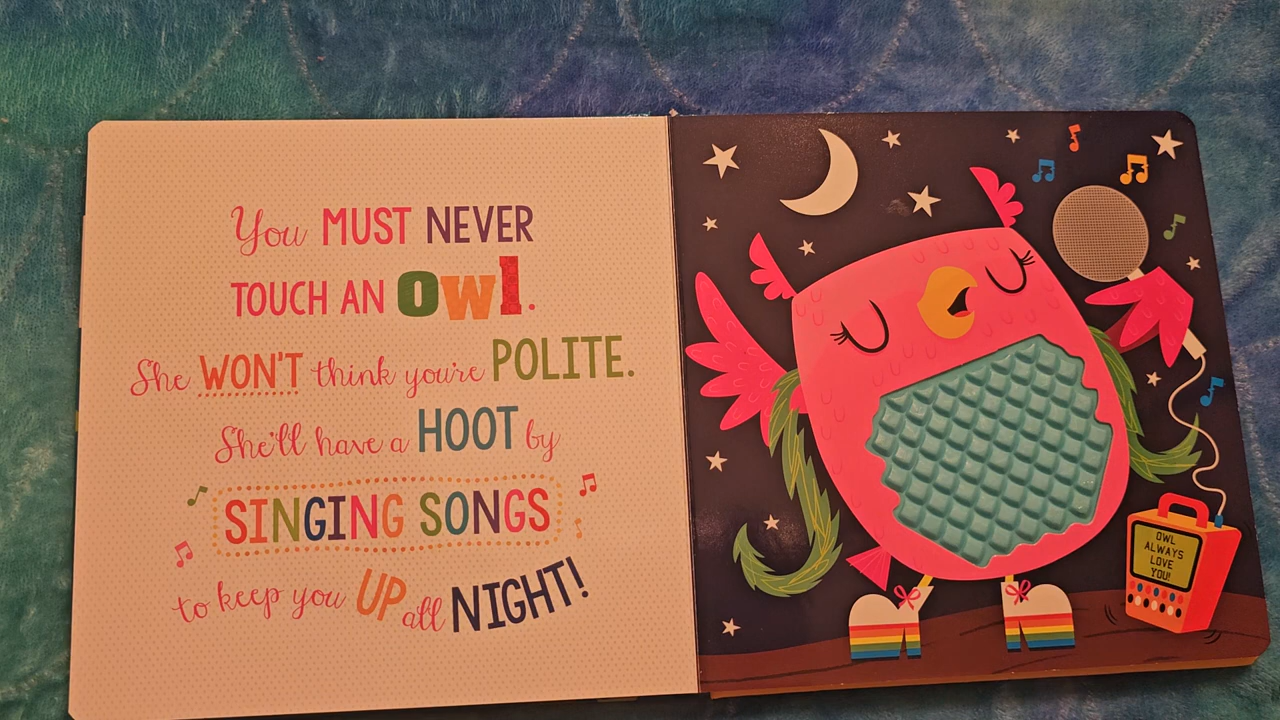 You MUST NEVER
TOUCH AN owl.
She WON'T think you're POLITE.
She'll have a HOOT by
SINGING SONGS
to keep you UP all NIGHT!
OWL
ALWAYS
LOVE
YOU!